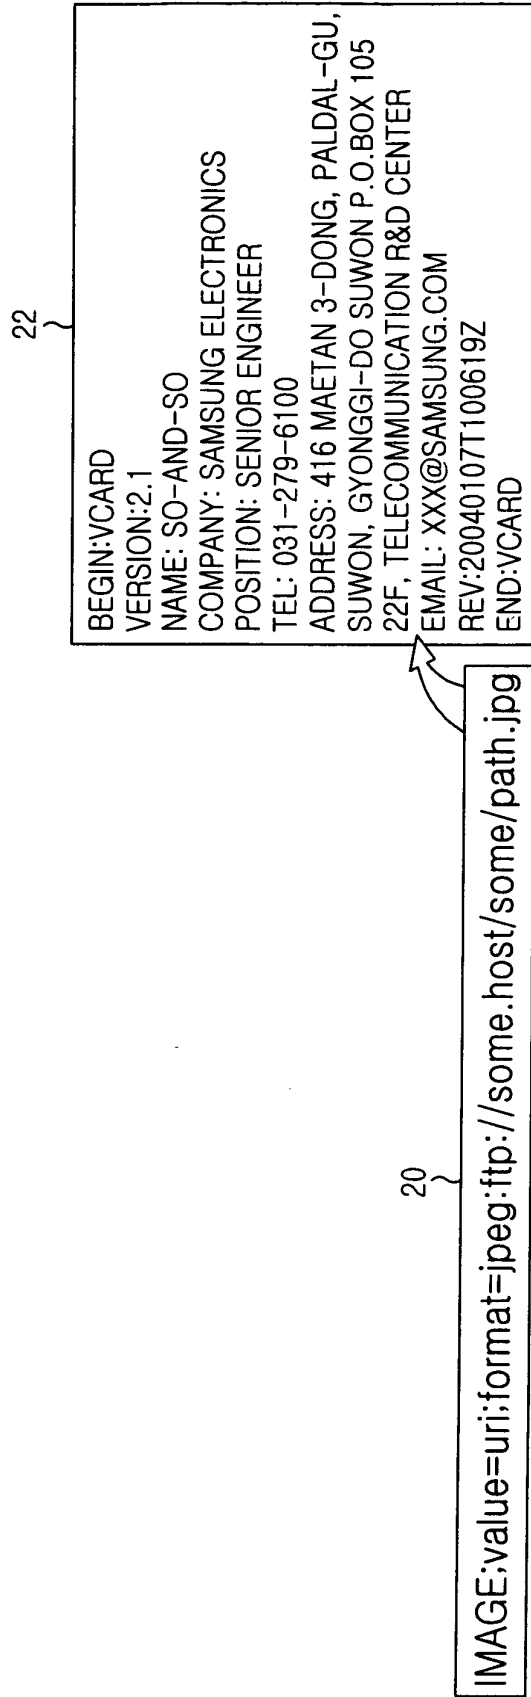 22
BEGIN:VCARD
VERSION:2.1
NAME: SO-AND-SO
COMPANY: SAMSUNG ELECTRONICS
POSITION: SENIOR ENGINEER
TEL: 031-279-6100
ADDRESS: 416 MAETAN 3-DONG, PALDAL-GU,
SUWON, GYONGGI-DO SUWON P.O.BOX 105
22F, TELECOMMUNICATION R&D CENTER
EMAIL: XXX@SAMSUNG.COM
REV:20040107T100619Z
END:VCARD
20
IMAGE;value=uri;format=jpeg:ftp://some.host/some/path.jpg